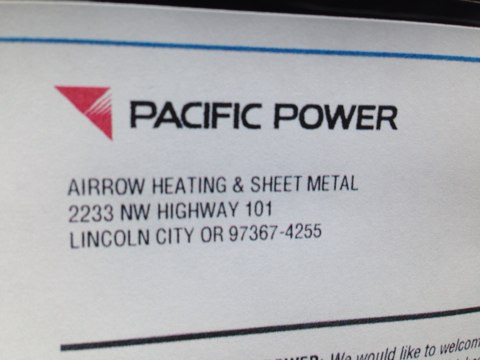 PACIFIC POWER
AIRROW HEATING & SHEET METAL
2233 NW HIGHWAY 101
LINCOLN CITY OR 97367-4255
We would like to welcom